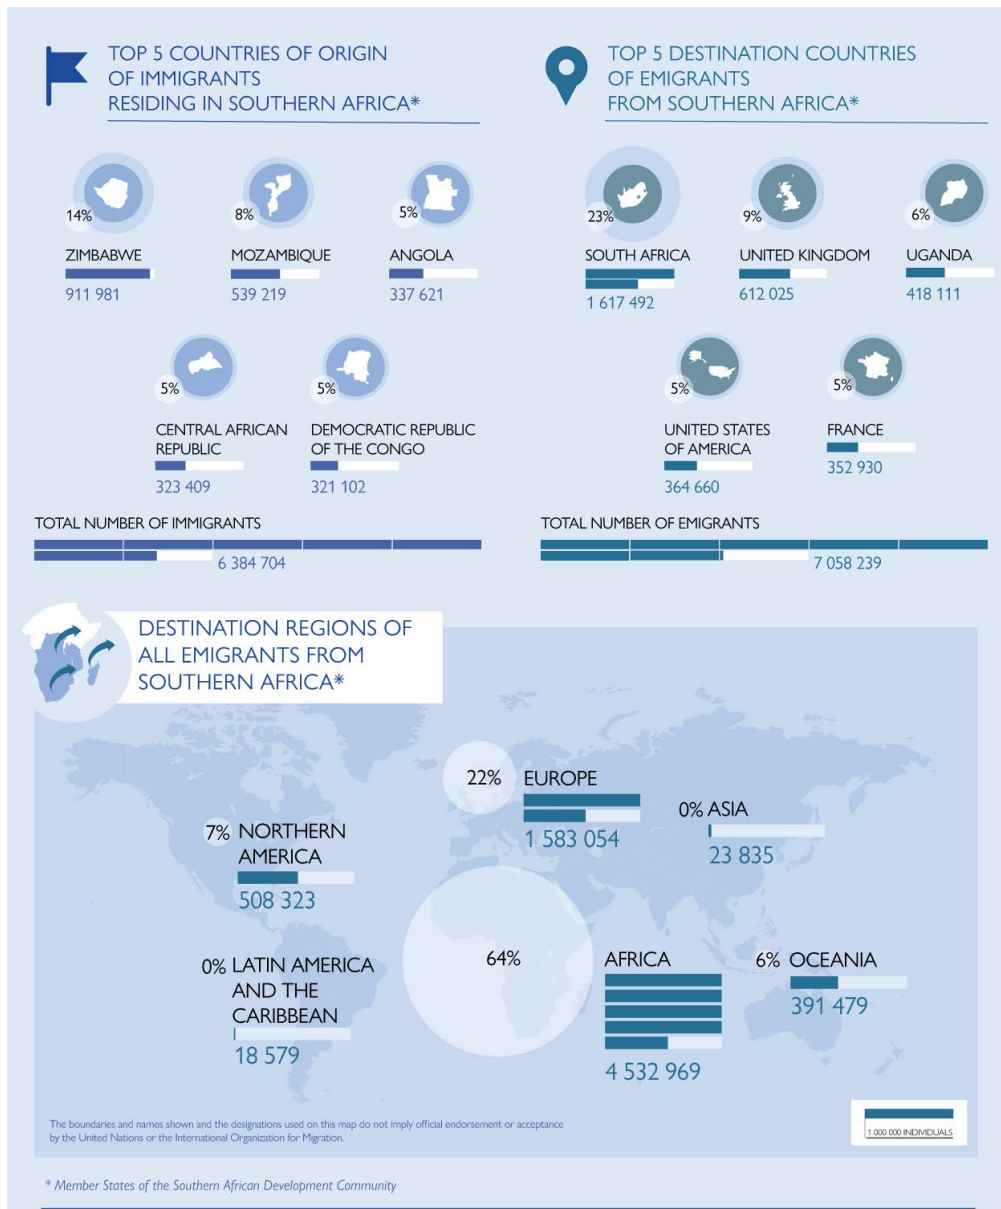 TOP 5 COUNTRIES OF ORIGIN
OF IMMIGRANTS
RESIDING IN SOUTHERN AFRICA*
14%
ZIMBABWE
911 981
8%
MOZAMBIQUE
539 219
5%
ANGOLA
337 621
5%
CENTRAL AFRICAN
REPUBLIC
323 409
5%
DEMOCRATIC REPUBLIC
OF THE CONGO
321 102
TOTAL NUMBER OF IMMIGRANTS
6 384 704
TOP 5 DESTINATION COUNTRIES
OF EMIGRANTS
FROM SOUTHERN AFRICA*
23%
SOUTH AFRICA
1 617 492
9%
UNITED KINGDOM
612 025
6%
UGANDA
418 111
5%
UNITED STATES
OF AMERICA
364 660
5%
FRANCE
352 930
TOTAL NUMBER OF EMIGRANTS
7 058 239
DESTINATION REGIONS OF
ALL EMIGRANTS FROM
SOUTHERN AFRICA*
22% EUROPE
1 583 054
0% ASIA
23 835
7% NORTHERN
AMERICA
508 323
64%
AFRICA
4 532 969
6% OCEANIA
391 479
0% LATIN AMERICA
AND THE
CARIBBEAN
18 579
The boundaries and names shown and the designations used on this map do not imply official endorsement or acceptance
by the United Nations or the International Organization for Migration.
1 000 000 INDIVIDUALS
* Member States of the Southern African Development Community